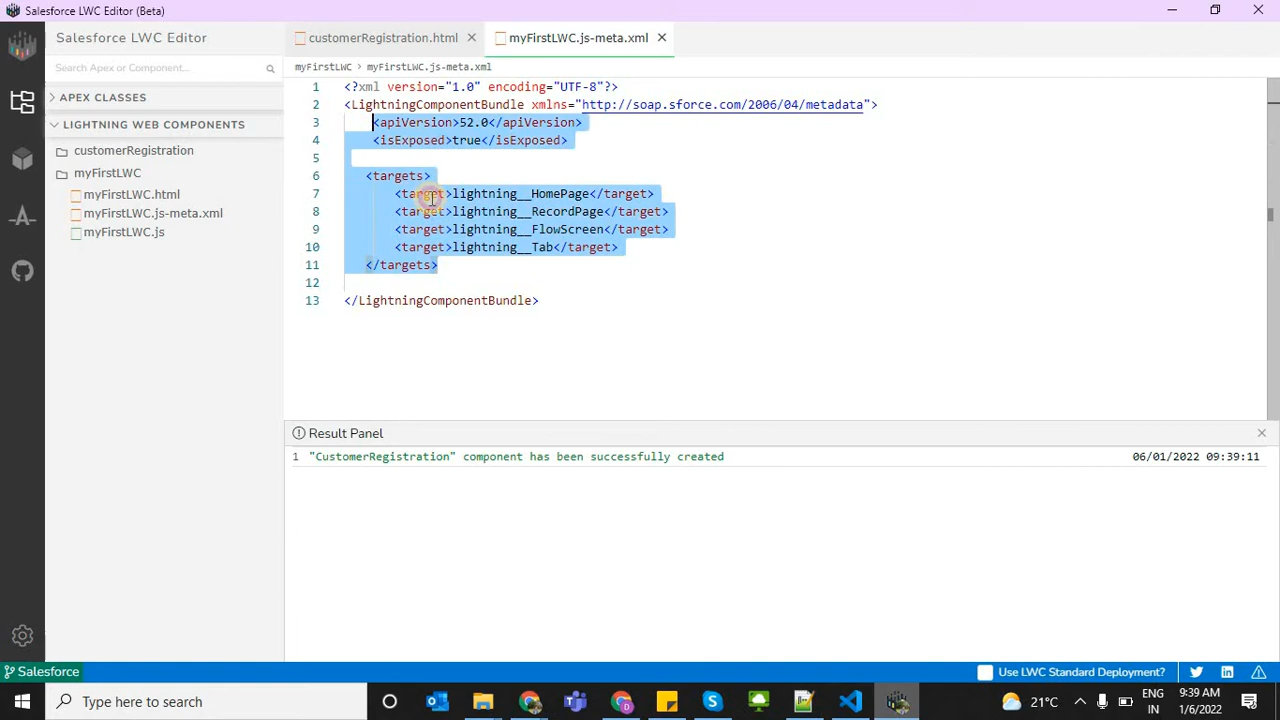 Salesforce LWC Editor (Beta)
Salesforce LWC Editor
Search Apex or Component...
APEX CLASSES
LIGHTNING WEB COMPONENTS
customerRegistration
myFirstLWC
myFirstLWC.html
myFirstLWC.js-meta.xml
myFirstLWC.js
customerRegistration.html
myFirstLWC.js-meta.xml
myFirstLWC > myFirstLWC.js-meta.xml
1 <?xml version="1.0" encoding="UTF-8"?>
2 <LightningComponentBundle xmlns="http://soap.sforce.com/2006/04/metadata">
3 <apiVersion>52.0</apiVersion>
4 <isExposed>true</isExposed>
5
6 <targets>
7 <target>lightning__HomePage</target>
8 <target>lightning__RecordPage</target>
9 <target>lightning__FlowScreen</target>
10 <target>lightning__Tab</target>
11 </targets>
12
13 </LightningComponentBundle>
Result Panel
1 "CustomerRegistration" component has been successfully created 06/01/2022 09:39:11
Salesforce
Use LWC Standard Deployment?
Type here to search
21°C
ENG
IN
9:39 AM
1/6/2022